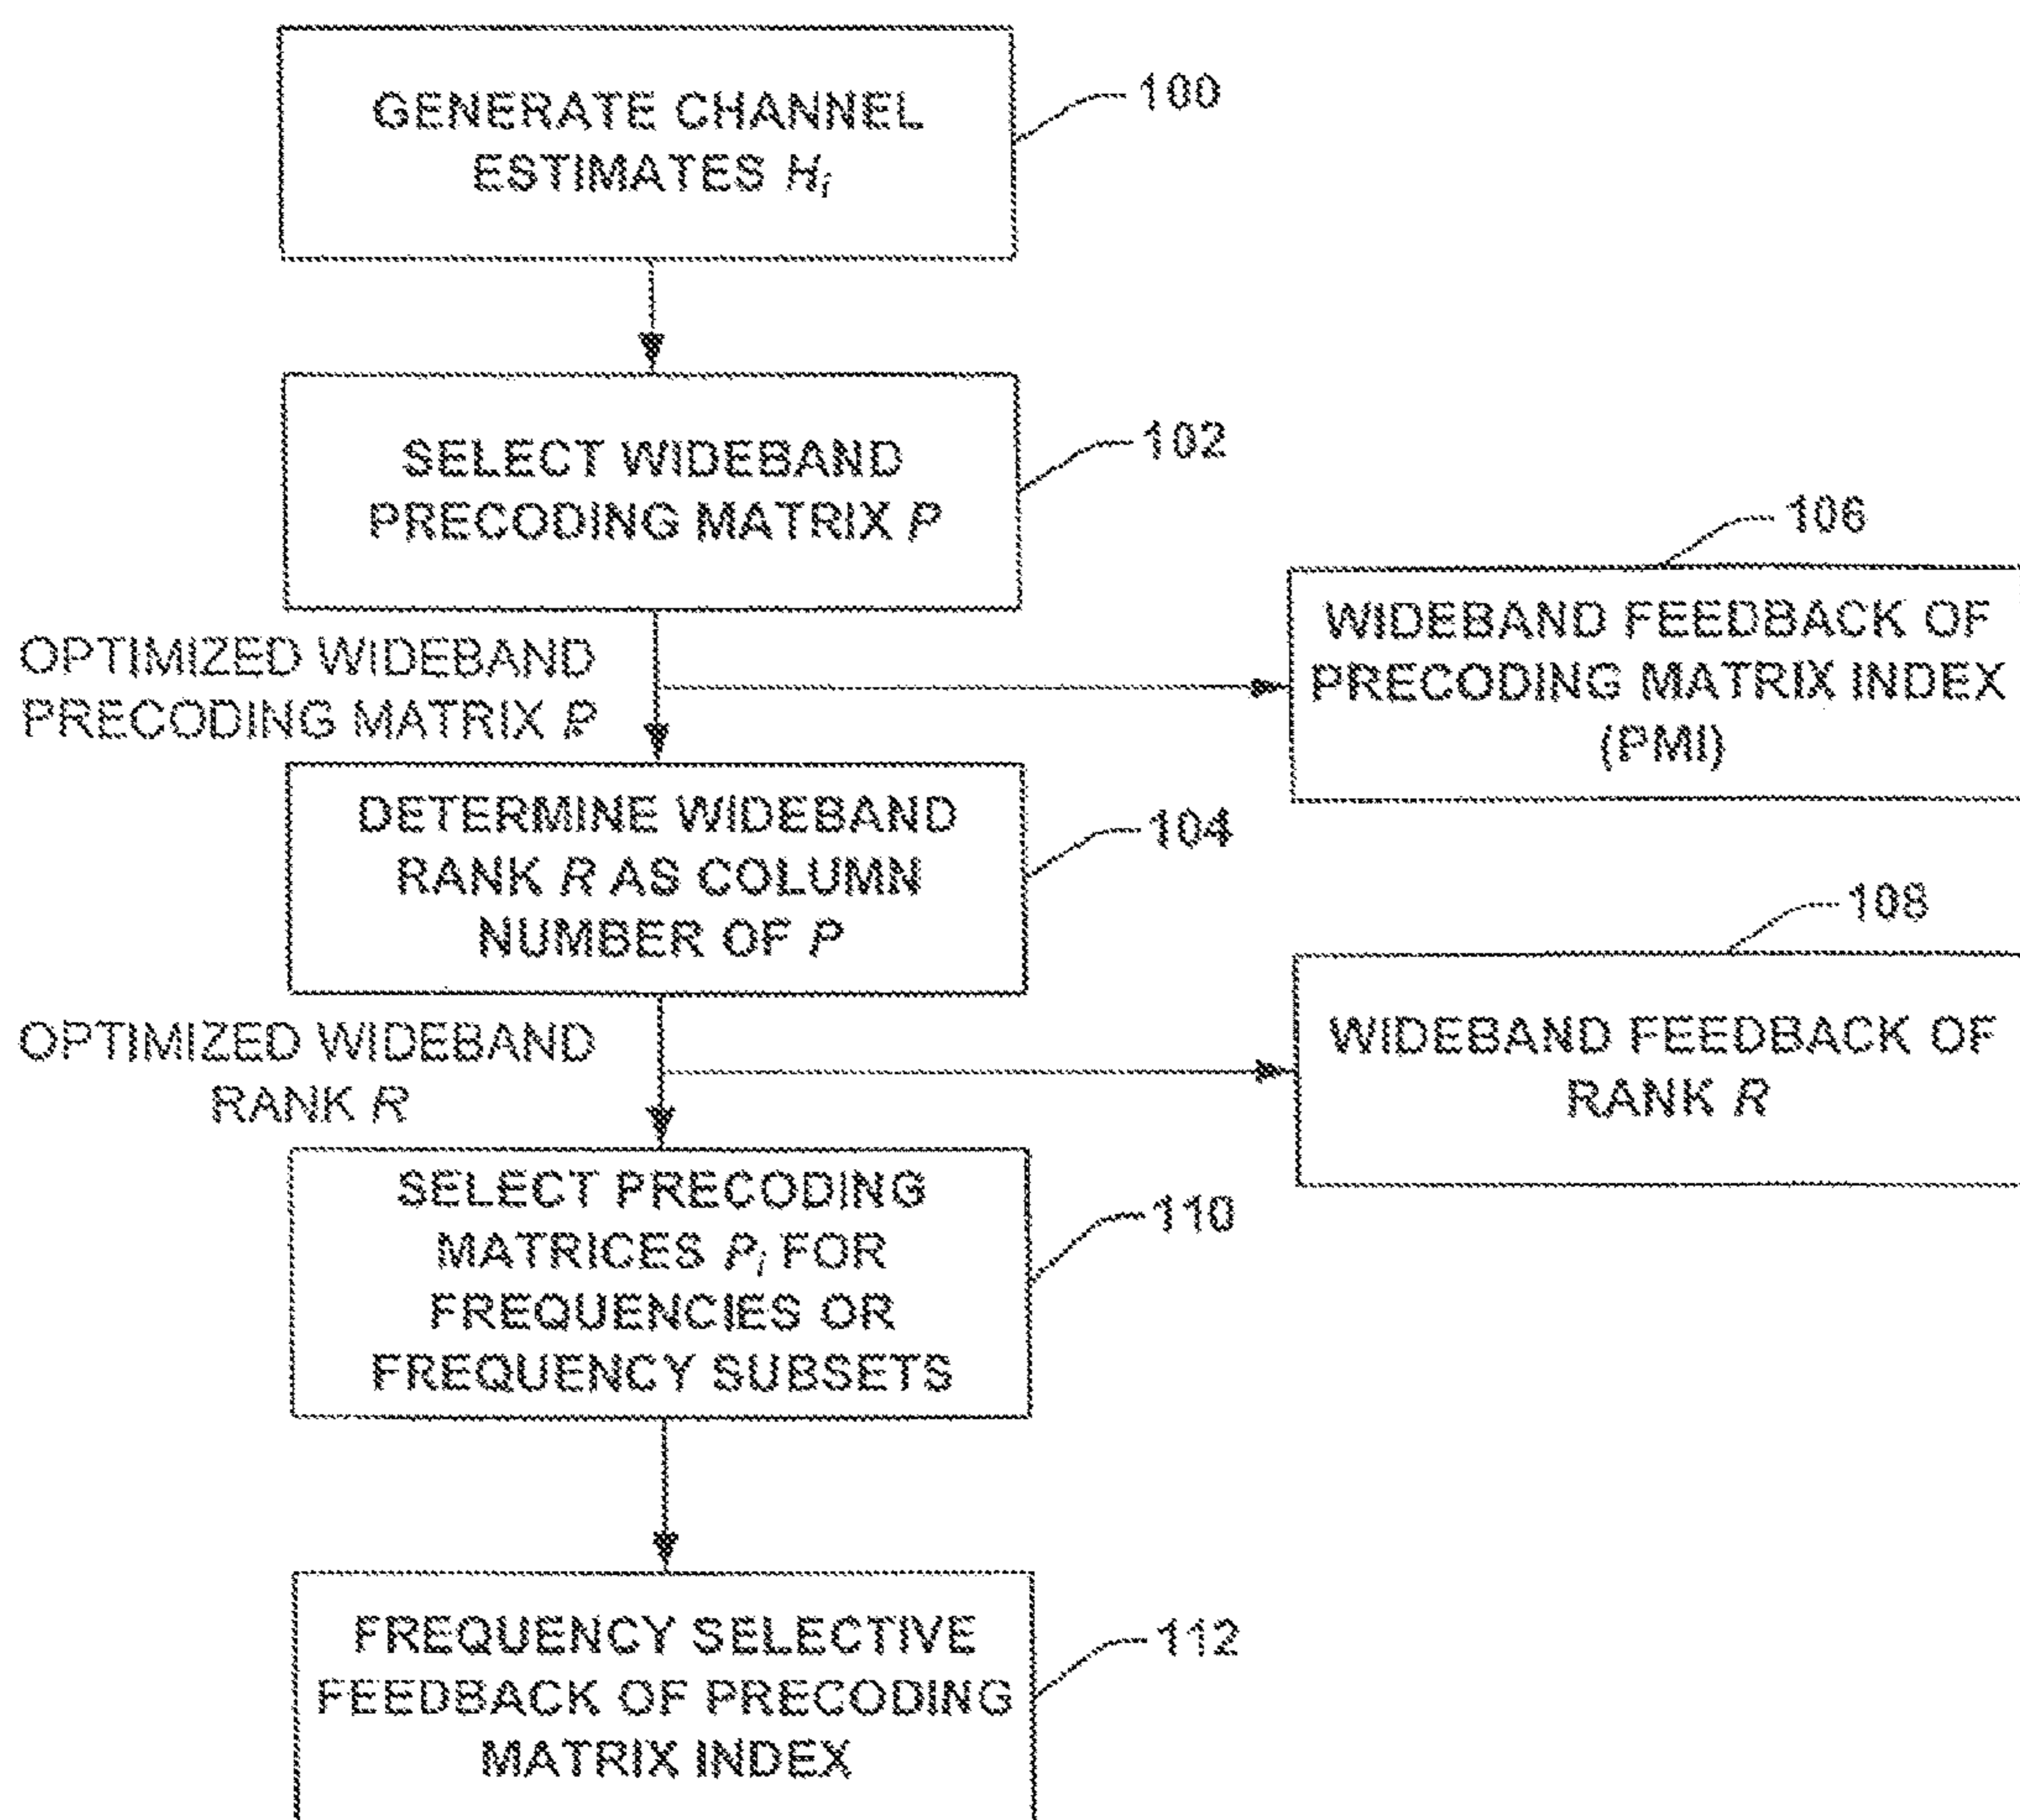 GENERATE CHANNEL
ESTIMATES Hi
100
SELECT WIDEBAND
PRECODING MATRIX P
102
OPTIMIZED WIDEBAND
PRECODING MATRIX P
106
WIDEBAND FEEDBACK OF
PRECODING MATRIX INDEX
(PMI)
DETERMINE WIDEBAND
RANK R AS COLUMN
NUMBER OF P
104
OPTIMIZED WIDEBAND
RANK R
108
WIDEBAND FEEDBACK OF
RANK R
SELECT PRECODING
MATRICES Pi FOR
FREQUENCIES OR
FREQUENCY SUBSETS
110
FREQUENCY SELECTIVE
FEEDBACK OF PRECODING
MATRIX INDEX
112